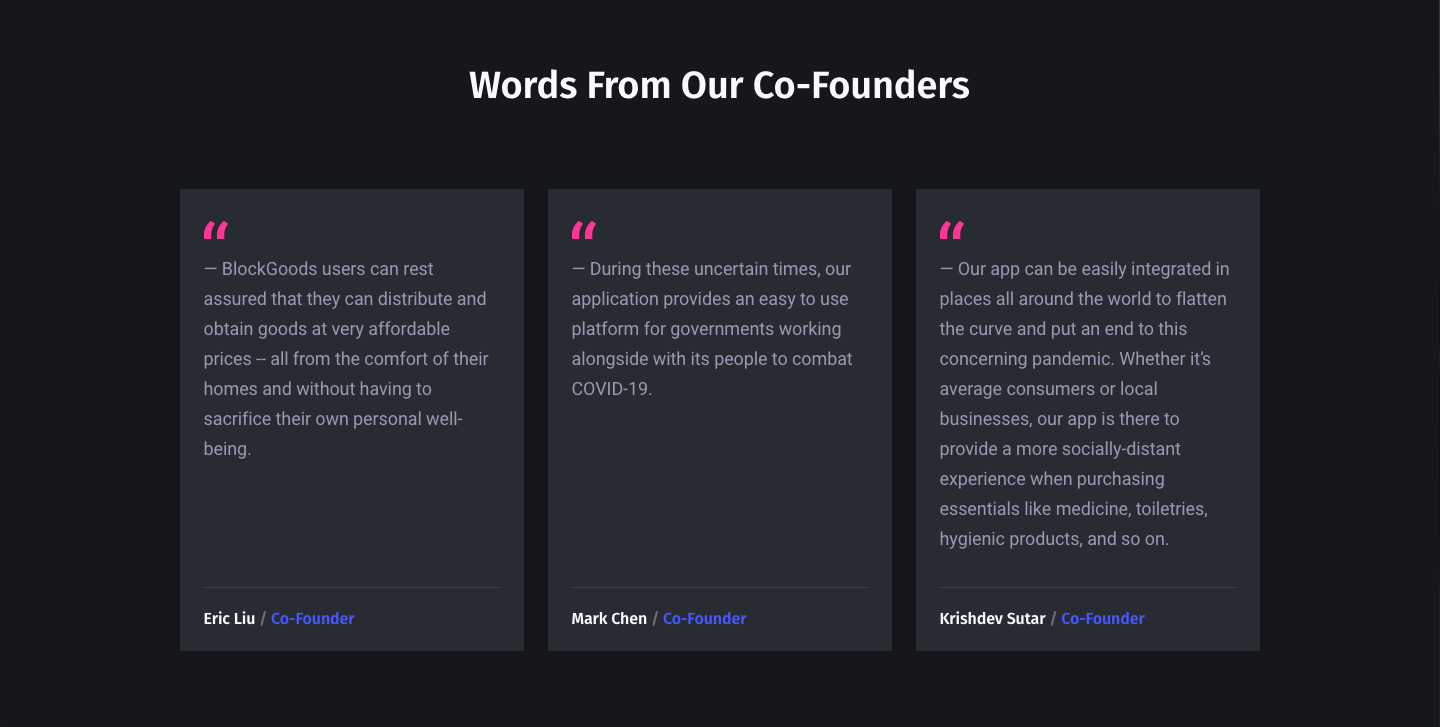 Words From Our Co-Founders
“
— BlockGoods users can rest
assured that they can distribute and
obtain goods at very affordable
prices -- all from the comfort of their
homes and without having to
sacrifice their own personal well-
being.
Eric Liu / Co-Founder
“
— During these uncertain times, our
application provides an easy to use
platform for governments working
alongside with its people to combat
COVID-19.
Mark Chen / Co-Founder
“
— Our app can be easily integrated in
places all around the world to flatten
the curve and put an end to this
concerning pandemic. Whether it’s
average consumers or local
businesses, our app is there to
provide a more socially-distant
experience when purchasing
essentials like medicine, toiletries,
hygienic products, and so on.
Krishdev Sutar / Co-Founder